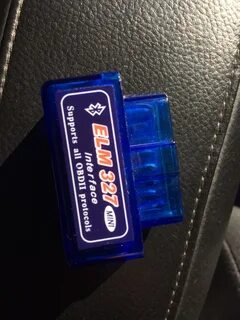 ELM 327
MINI
Interface
Supports all OBDII protocols